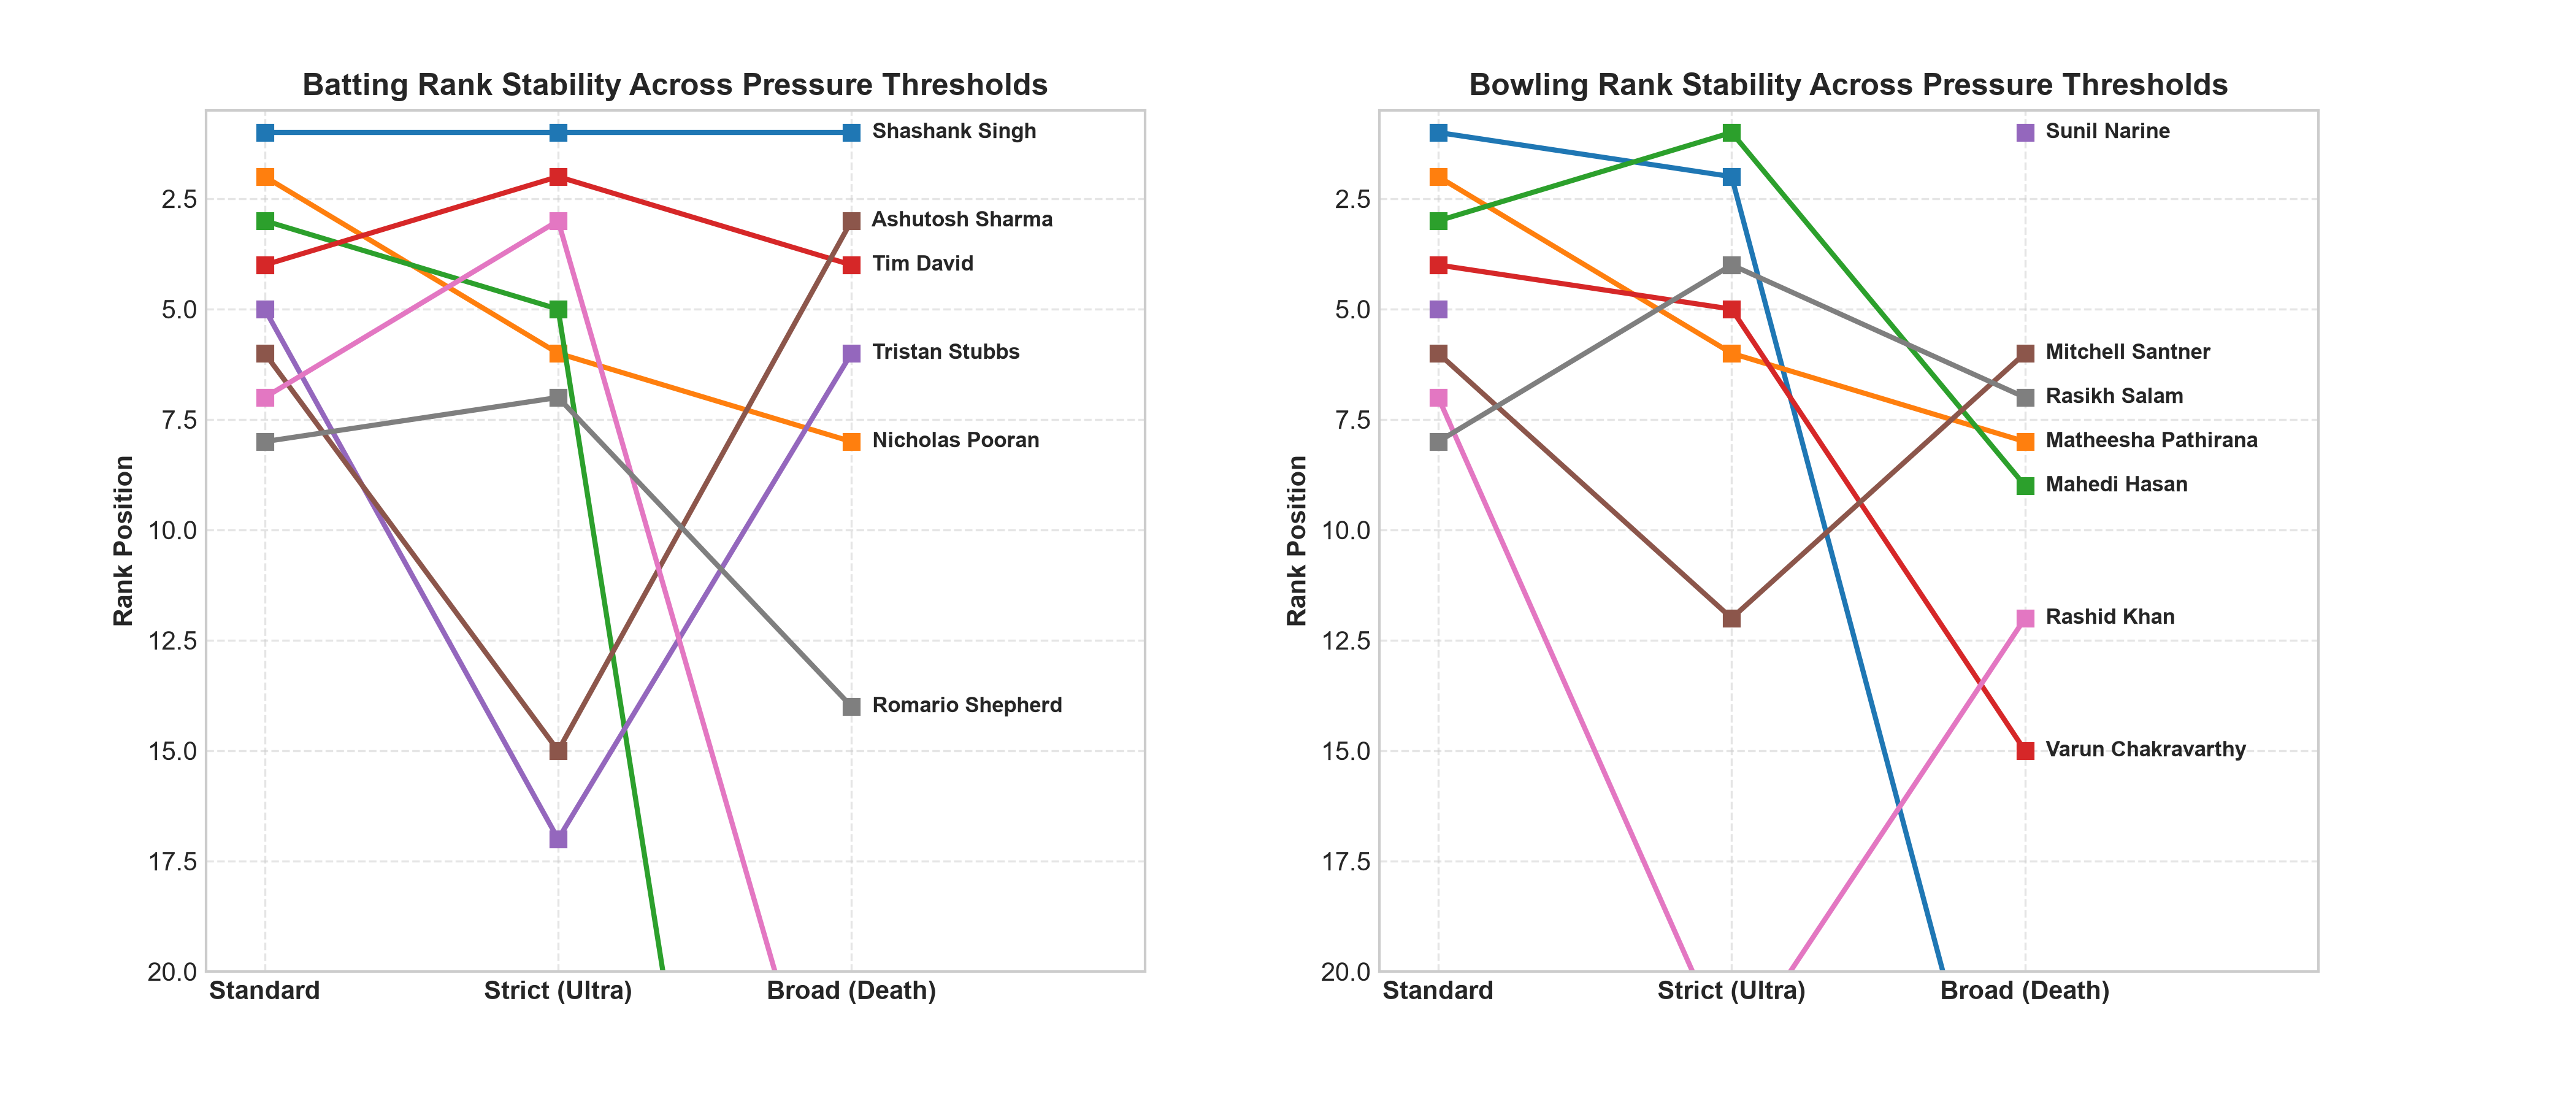 Batting Rank Stability Across Pressure Thresholds
Rank Position
2.5
5.0
7.5
10.0
12.5
15.0
17.5
20.0
Standard
Strict (Ultra)
Broad (Death)
Shashank Singh
Ashutosh Sharma
Tim David
Tristan Stubbs
Nicholas Pooran
Romario Shepherd
Bowling Rank Stability Across Pressure Thresholds
Rank Position
2.5
5.0
7.5
10.0
12.5
15.0
17.5
20.0
Standard
Strict (Ultra)
Broad (Death)
Sunil Narine
Mitchell Santner
Rasikh Salam
Matheesha Pathirana
Mahedi Hasan
Rashid Khan
Varun Chakravarthy